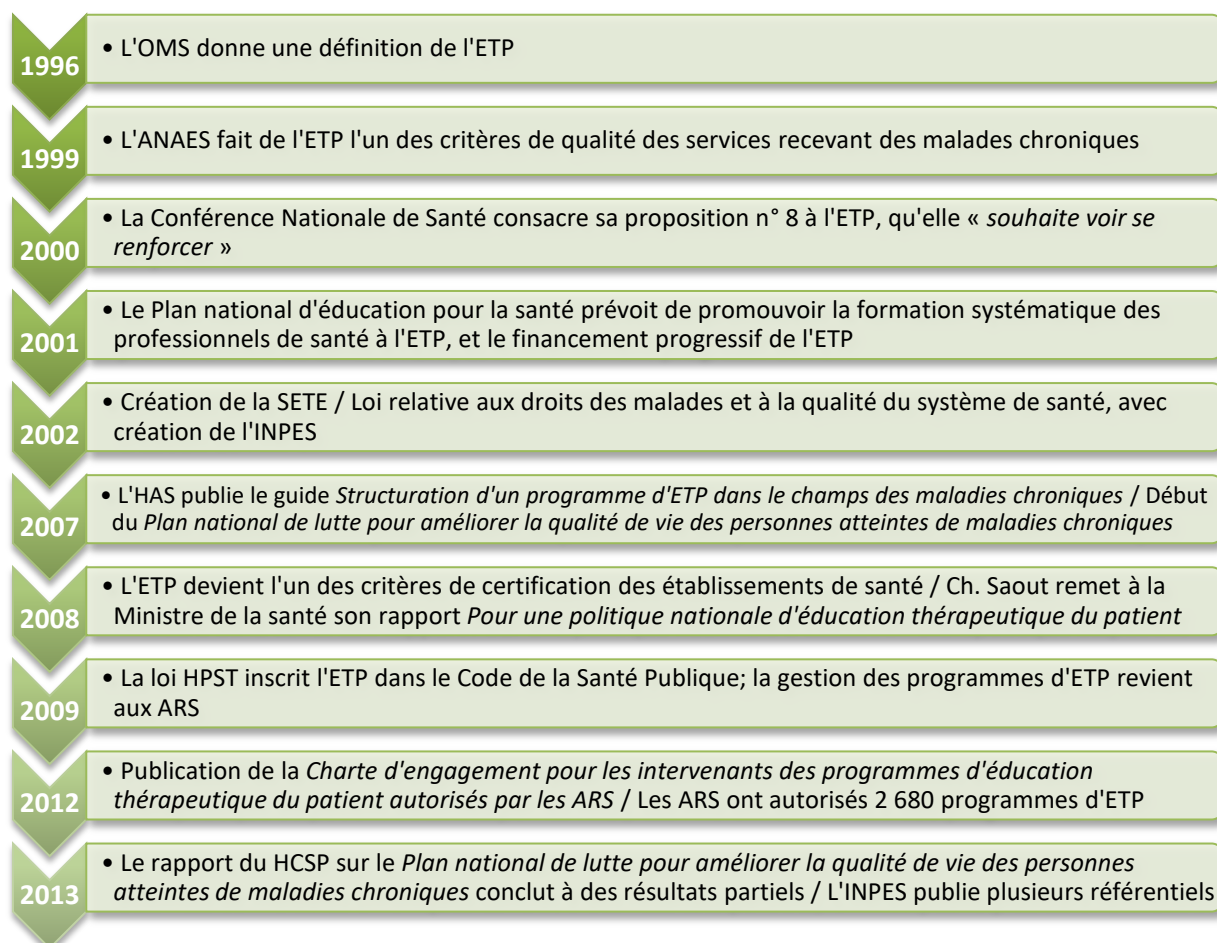 1996
• L'OMS donne une définition de l'ETP
1999
• L'ANAES fait de l'ETP l'un des critères de qualité des services recevant des malades chroniques
2000
• La Conférence Nationale de Santé consacre sa proposition n° 8 à l'ETP, qu'elle « souhaite voir se
renforcer »
2001
• Le Plan national d'éducation pour la santé prévoit de promouvoir la formation systématique des
professionnels de santé à l'ETP, et le financement progressif de l'ETP
2002
• Création de la SETE / Loi relative aux droits des malades et à la qualité du système de santé, avec
création de l'INPES
2007
• L'HAS publie le guide Structuration d'un programme d'ETP dans le champs des maladies chroniques / Début
du Plan national de lutte pour améliorer la qualité de vie des personnes atteintes de maladies chroniques
2008
• L'ETP devient l'un des critères de certification des établissements de santé / Ch. Saout remet à la
Ministre de la santé son rapport Pour une politique nationale d'éducation thérapeutique du patient
2009
• La loi HPST inscrit l'ETP dans le Code de la Santé Publique; la gestion des programmes d'ETP revient
aux ARS
2012
• Publication de la Charte d'engagement pour les intervenants des programmes d'éducation
thérapeutique du patient autorisés par les ARS / Les ARS ont autorisés 2 680 programmes d'ETP
2013
• Le rapport du HCSP sur le Plan national de lutte pour améliorer la qualité de vie des personnes
atteintes de maladies chroniques conclut à des résultats partiels / L'INPES publie plusieurs référentiels